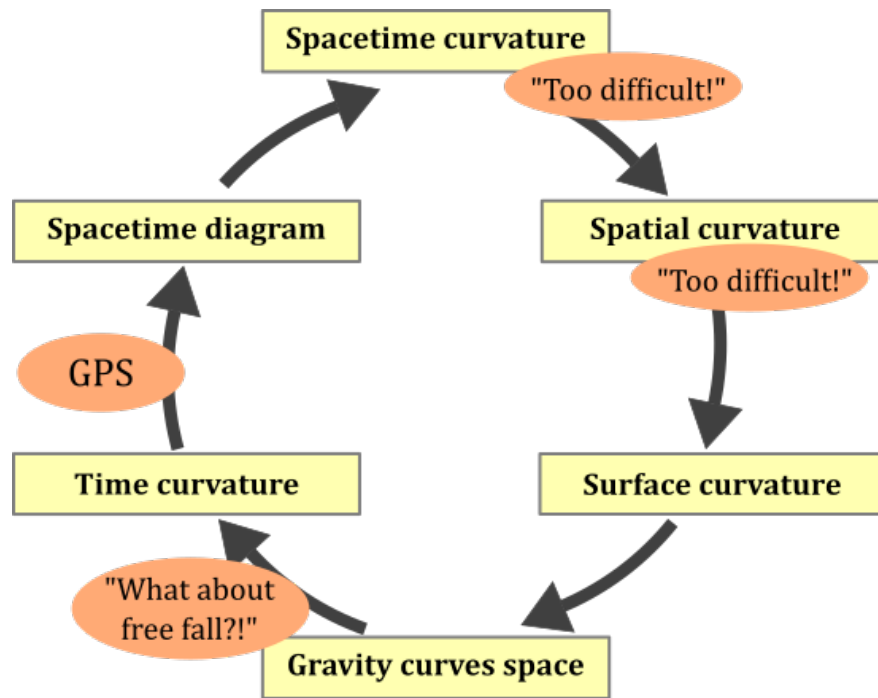 Spacetime curvature
"Too difficult!"
Spatial curvature
"Too difficult!"
Surface curvature
Gravity curves space
"What about
free fall?!"
Time curvature
GPS
Spacetime diagram